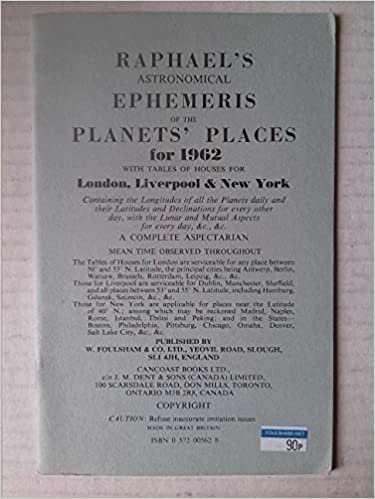 RAPHAEL'S
ASTRONOMICAL
EPHEMERIS
OF THE
PLANETS' PLACES
for 1962
WITH TABLES OF HOUSES FOR
London, Liverpool & New York
Containing the Longitudes of all the Planets daily and
their Latitudes and Declinations for every other
day, with the Lunar and Mutual Aspects
for every day, &c., &c.
A COMPLETE ASPECTARIAN
MEAN TIME OBSERVED THROUGHOUT
The Tables of Houses for London are serviceable for any place between
50° and 53° N. Latitude, the principal cities being Antwerp, Berlin,
Warsaw, Brussels, Rotterdam, Leipzig, &c., &c.
Those for Liverpool are serviceable for Dublin, Manchester, Sheffield,
and all places between 53° and 55° N. Latitude, including Hamburg,
Gdansk, Szczecin, &c., &c.
Those for New York are applicable for places near the Latitude
of 40° N.; among which may be reckoned Madrid, Naples,
Rome, Istanbul, Tbilisi and Peking; and in the States—
Boston, Philadelphia, Pittsburg, Chicago, Omaha, Denver,
Salt Lake City, &c., &c.
PUBLISHED BY
W. FOULSHAM & CO. LTD., YEOVIL ROAD, SLOUGH,
SL1 4JH, ENGLAND
CANCOAST BOOKS LTD.,
c/o J. M. DENT & SONS (CANADA) LIMITED,
100 SCARSDALE ROAD, DON MILLS, TORONTO,
ONTARIO M3B 2R8, CANADA
COPYRIGHT
CAUTION: Refuse inaccurate imitation issues
MADE IN GREAT BRITAIN
ISBN 0 572 00562 8
FOULSHAM NET
90P